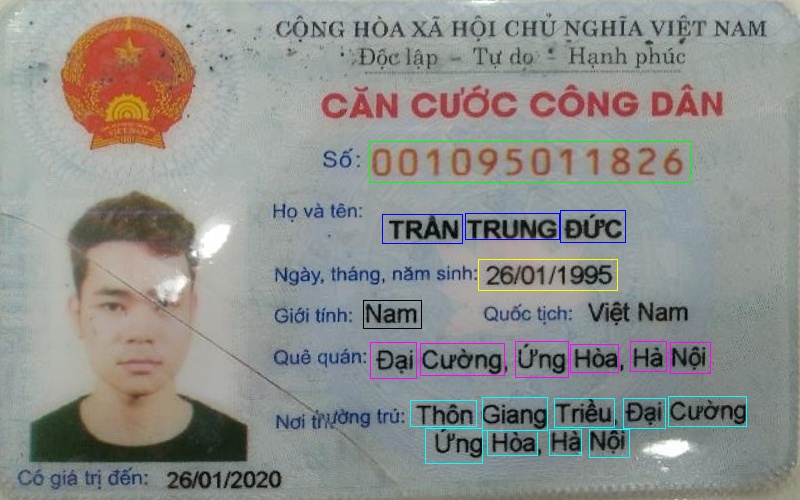 CỘNG HÒA XÃ HỘI CHỦ NGHĨA VIỆT NAM
Độc lập - Tự do - Hạnh phúc
CĂN CƯỚC CÔNG DÂN
Số: 001095011826
Họ và tên: TRẦN TRUNG ĐỨC
Ngày, tháng, năm sinh: 26/01/1995
Giới tính: Nam Quốc tịch: Việt Nam
Quê quán: Đại Cường, Ứng Hòa, Hà Nội
Nơi thường trú: Thôn Giang Triều, Đại Cường
Ứng Hòa, Hà Nội
Có giá trị đến: 26/01/2020